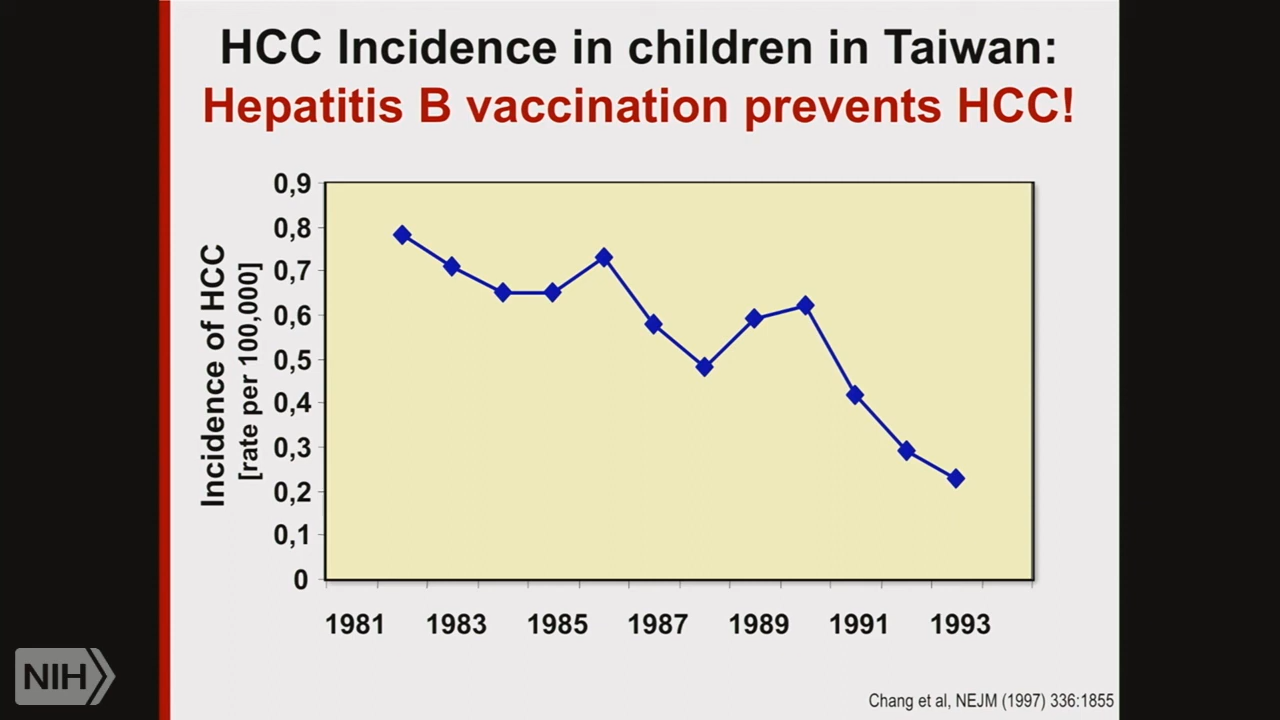 HCC Incidence in children in Taiwan:
Hepatitis B vaccination prevents HCC!
Incidence of HCC
[rate per 100,000]
0,9
0,8
0,7
0,6
0,5
0,4
0,3
0,2
0,1
0
1981 1983 1985 1987 1989 1991 1993
NIH
Chang et al, NEJM (1997) 336:1855